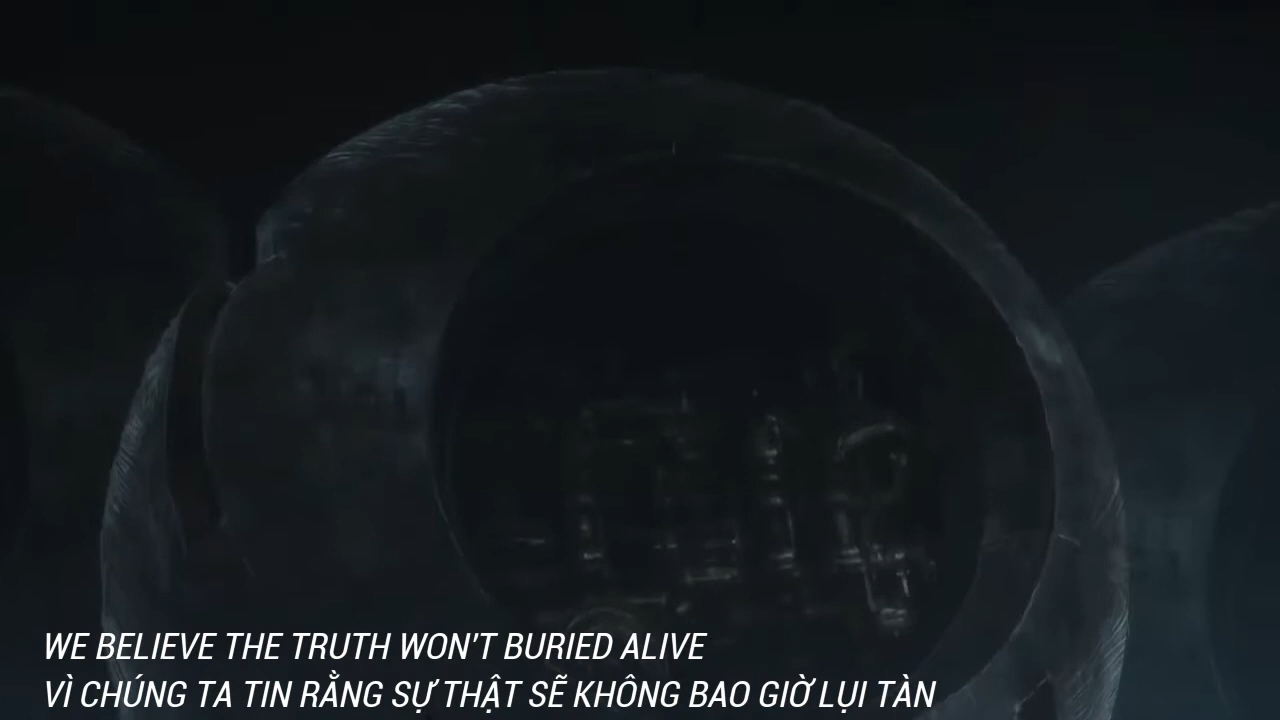 WE BELIEVE THE TRUTH WON'T BURIED ALIVE
VÌ CHÚNG TA TIN RẰNG SỰ THẬT SẼ KHÔNG BAO GIỜ LỤI TÀN